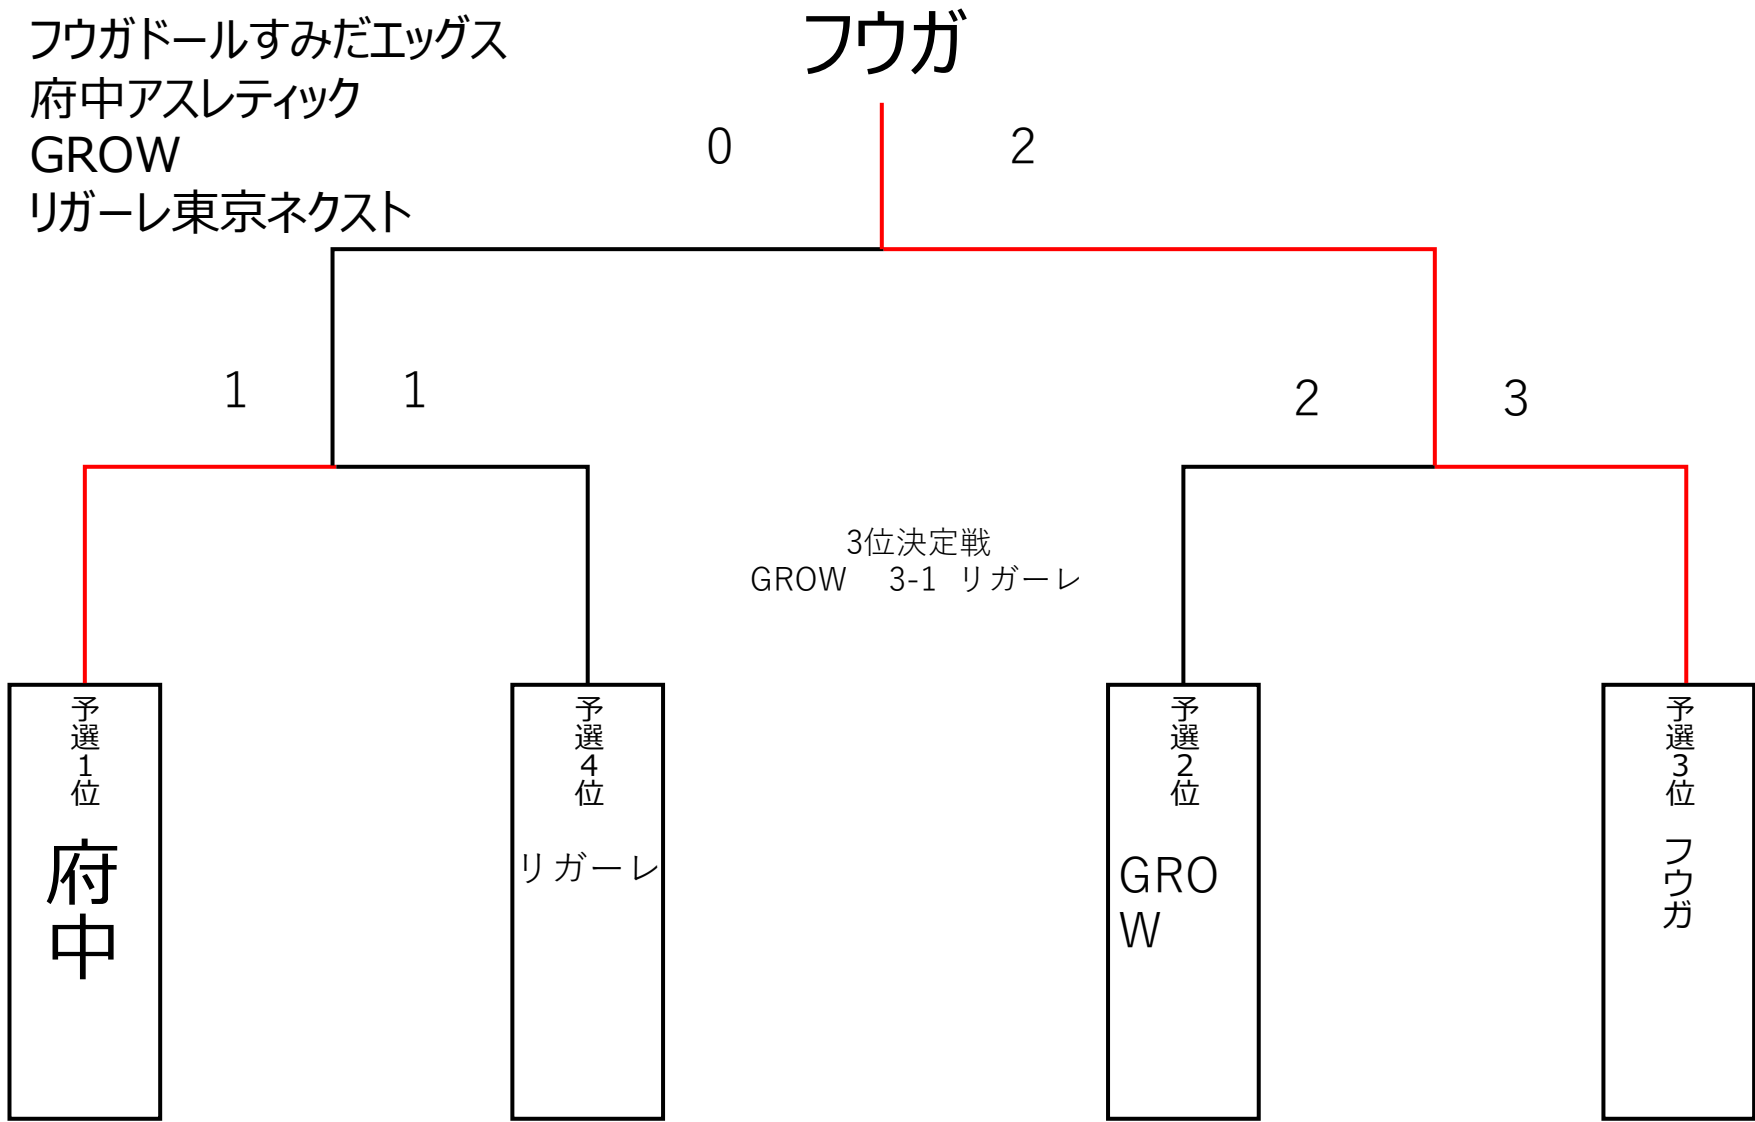 フウガドールすみだエッグス
府中アスレティック
GROW
リガーレ東京ネクスト
フウガ
0
2
1
1
2
3
3位決定戦
GROW 3-1 リガーレ
予選1位
府中
予選4位
リガーレ
予選2位
GRO
W
予選3位
フウガ